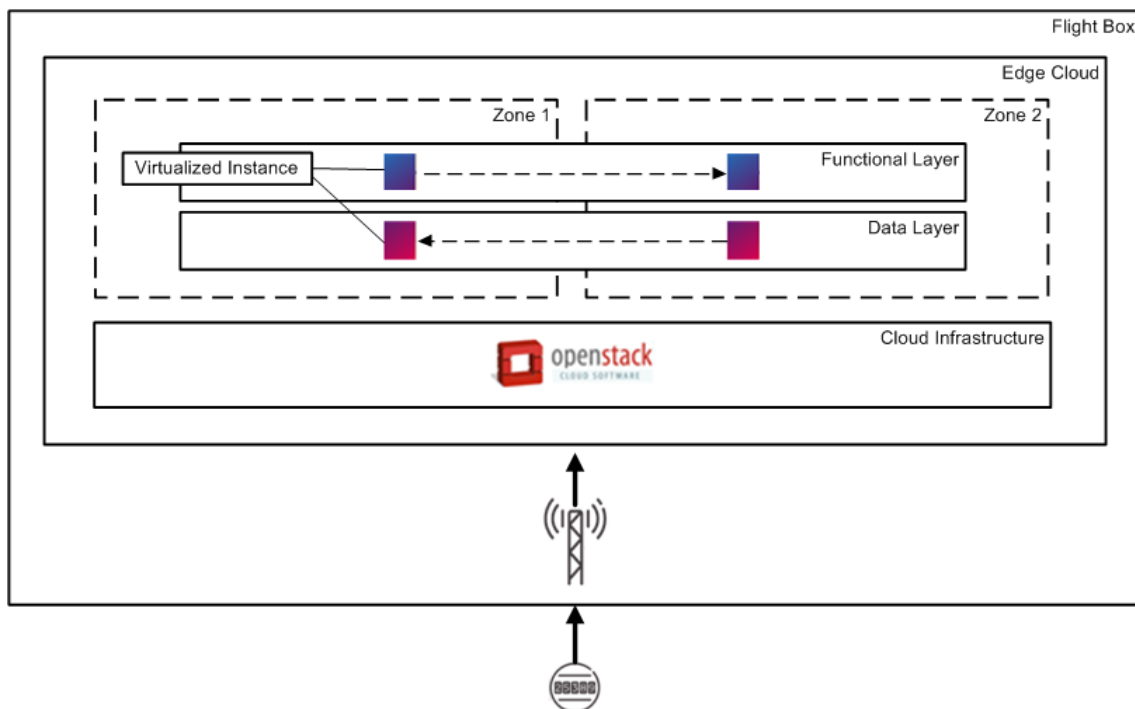 Flight Box
Edge Cloud
Zone 1
Zone 2
Functional Layer
Virtualized Instance
Data Layer
Cloud Infrastructure
openstack
CLOUD SOFTWARE
25389